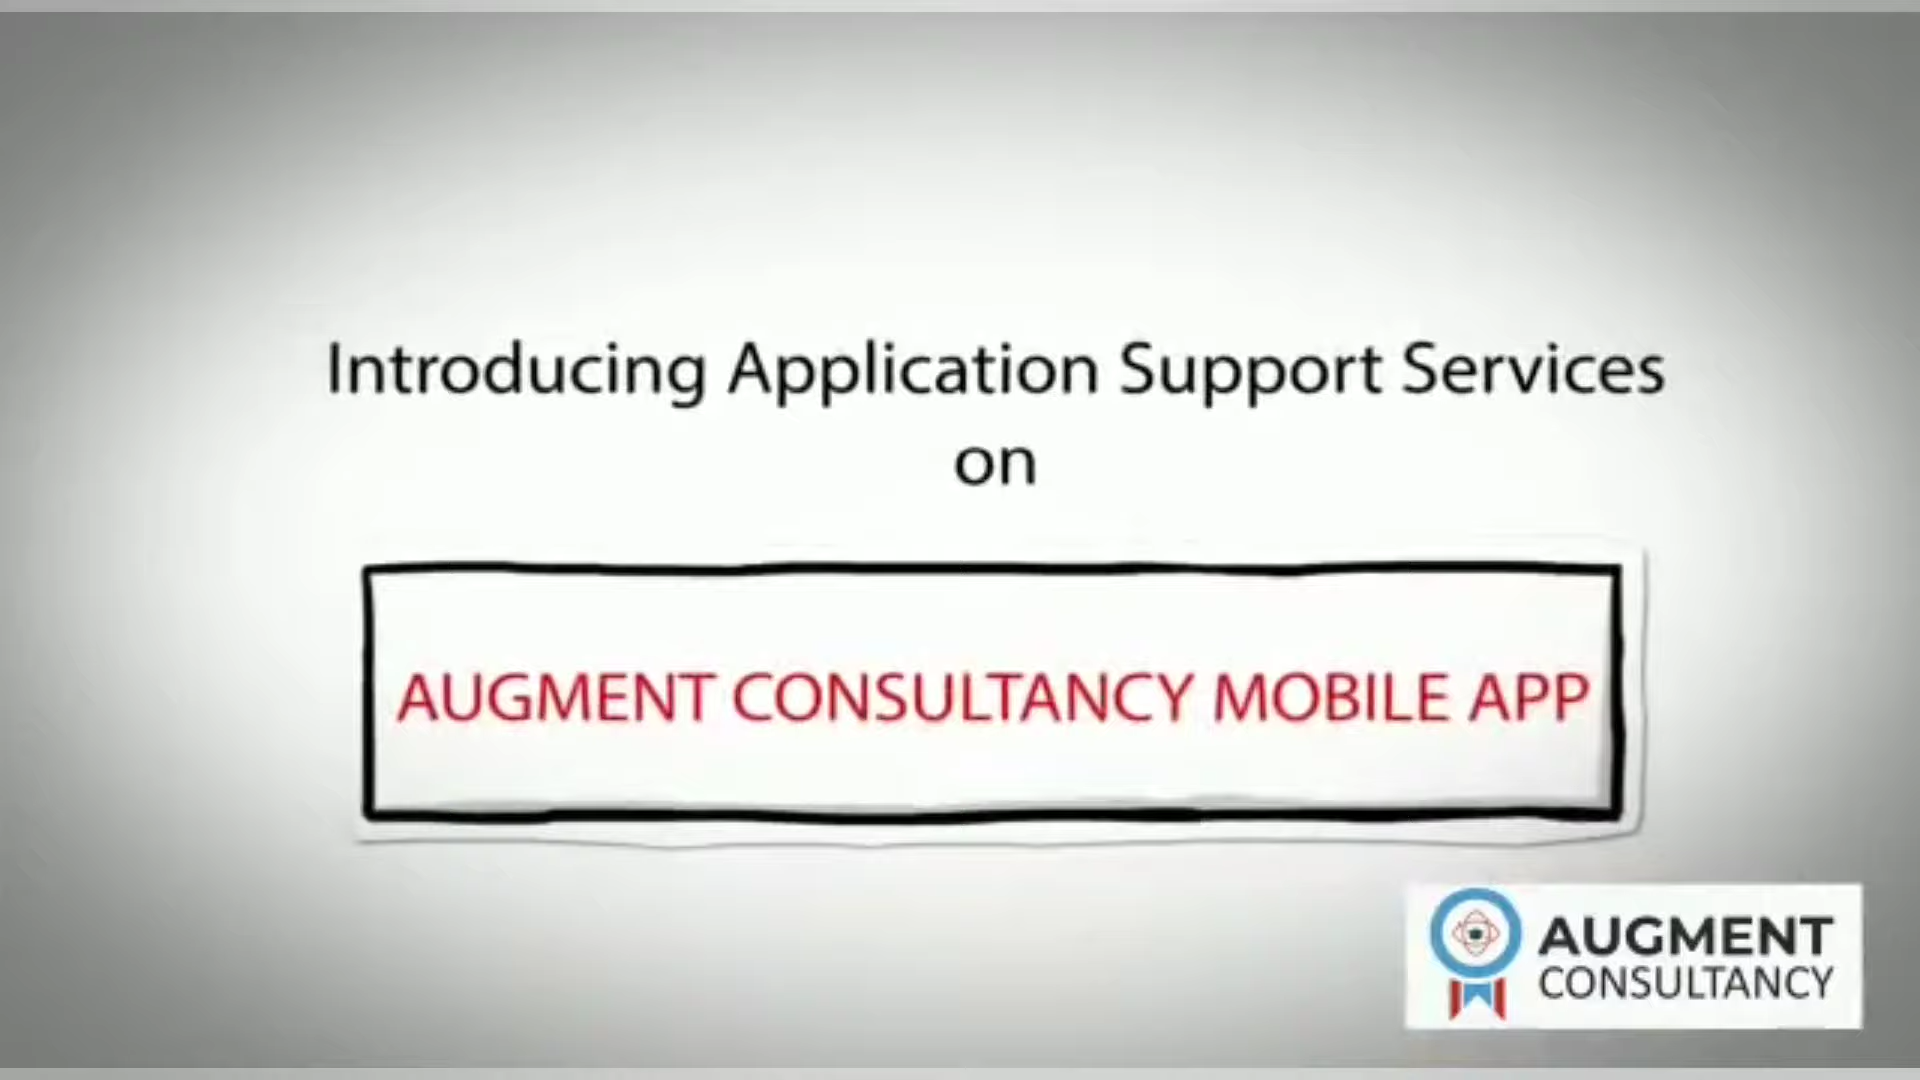 Introducing Application Support Services
on
AUGMENT CONSULTANCY MOBILE APP
AUGMENT
CONSULTANCY